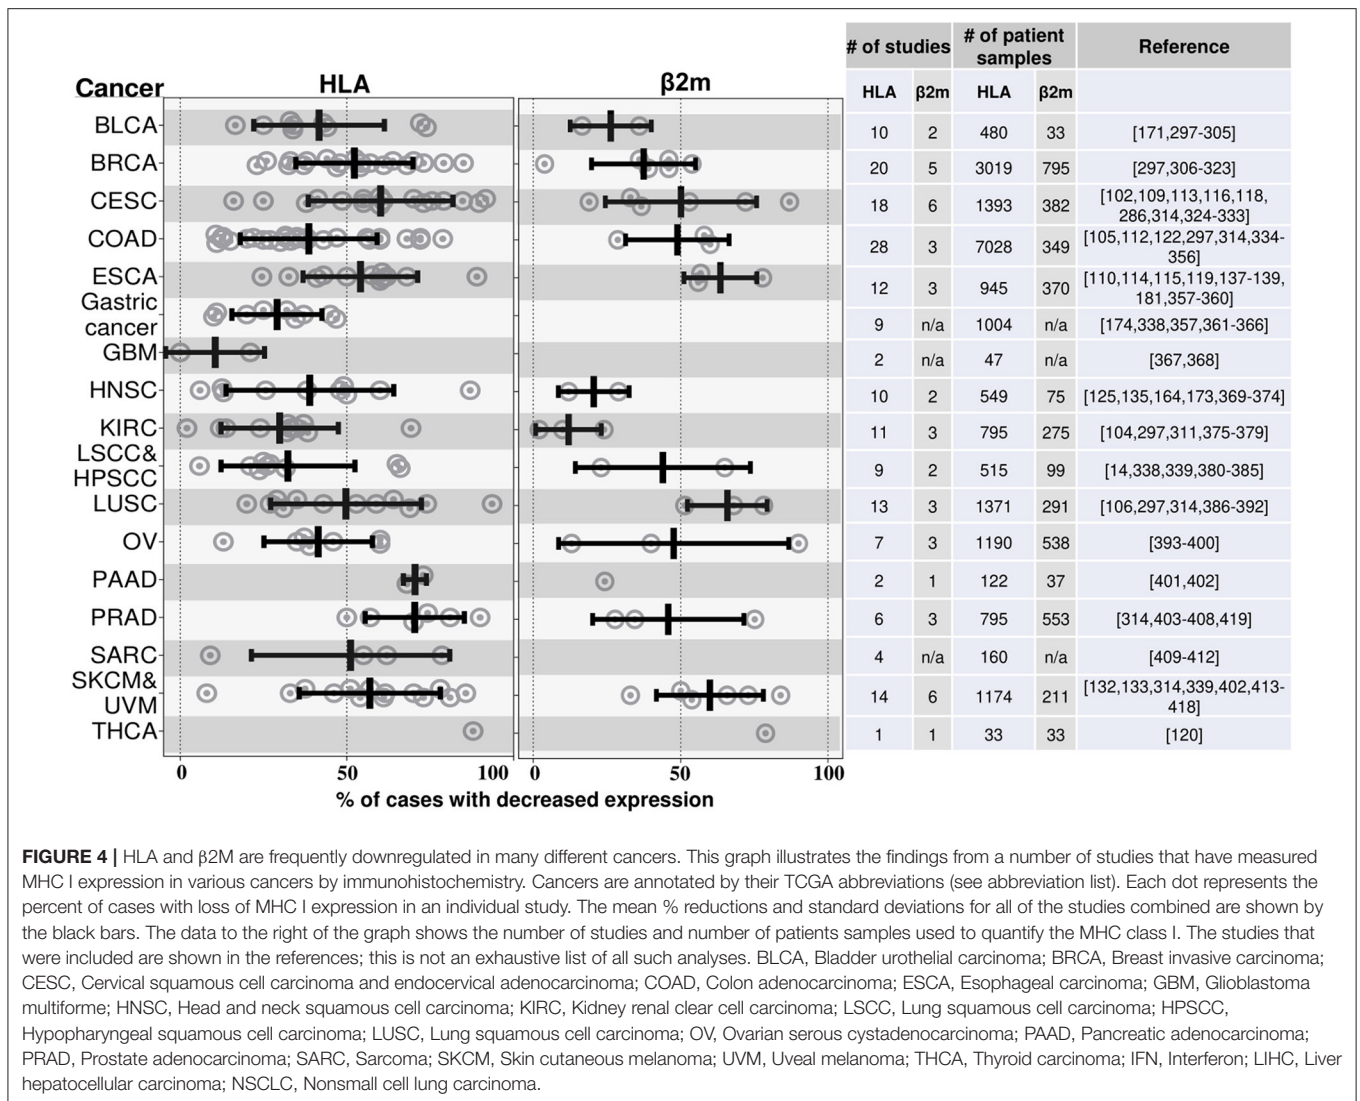 # of studies # of patient samples Reference
Cancer HLA β2m HLA β2m HLA β2m
BLCA 10 2 480 33 [171,297-305]
BRCA 20 5 3019 795 [297,306-323]
CESC 18 6 1393 382 [102,109,113,116,118, 286,314,324-333]
COAD 28 3 7028 349 [105,112,122,297,314,334-356]
ESCA 12 3 945 370 [110,114,115,119,137-139, 181,357-360]
Gastric cancer 9 n/a 1004 n/a [174,338,357,361-366]
GBM 2 n/a 47 n/a [367,368]
HNSC 10 2 549 75 [125,135,164,173,369-374]
KIRC 11 3 795 275 [104,297,311,375-379]
LSCC& HPSCC 9 2 515 99 [14,338,339,380-385]
LUSC 13 3 1371 291 [106,297,314,386-392]
OV 7 3 1190 538 [393-400]
PAAD 2 1 122 37 [401,402]
PRAD 6 3 795 553 [314,403-408,419]
SARC 4 n/a 160 n/a [409-412]
SKCM& UVM 14 6 1174 211 [132,133,314,339,402,413-418]
THCA 1 1 33 33 [120]
0 50 100 0 50 100
% of cases with decreased expression
FIGURE 4 | HLA and β2M are frequently downregulated in many different cancers. This graph illustrates the findings from a number of studies that have measured
MHC I expression in various cancers by immunohistochemistry. Cancers are annotated by their TCGA abbreviations (see abbreviation list). Each dot represents the
percent of cases with loss of MHC I expression in an individual study. The mean % reductions and standard deviations for all of the studies combined are shown by
the black bars. The data to the right of the graph shows the number of studies and number of patients samples used to quantify the MHC class I. The studies that
were included are shown in the references; this is not an exhaustive list of all such analyses. BLCA, Bladder urothelial carcinoma; BRCA, Breast invasive carcinoma;
CESC, Cervical squamous cell carcinoma and endocervical adenocarcinoma; COAD, Colon adenocarcinoma; ESCA, Esophageal carcinoma; GBM, Glioblastoma
multiforme; HNSC, Head and neck squamous cell carcinoma; KIRC, Kidney renal clear cell carcinoma; LSCC, Lung squamous cell carcinoma; HPSCC,
Hypopharyngeal squamous cell carcinoma; LUSC, Lung squamous cell carcinoma; OV, Ovarian serous cystadenocarcinoma; PAAD, Pancreatic adenocarcinoma;
PRAD, Prostate adenocarcinoma; SARC, Sarcoma; SKCM, Skin cutaneous melanoma; UVM, Uveal melanoma; THCA, Thyroid carcinoma; IFN, Interferon; LIHC, Liver
hepatocellular carcinoma; NSCLC, Nonsmall cell lung carcinoma.